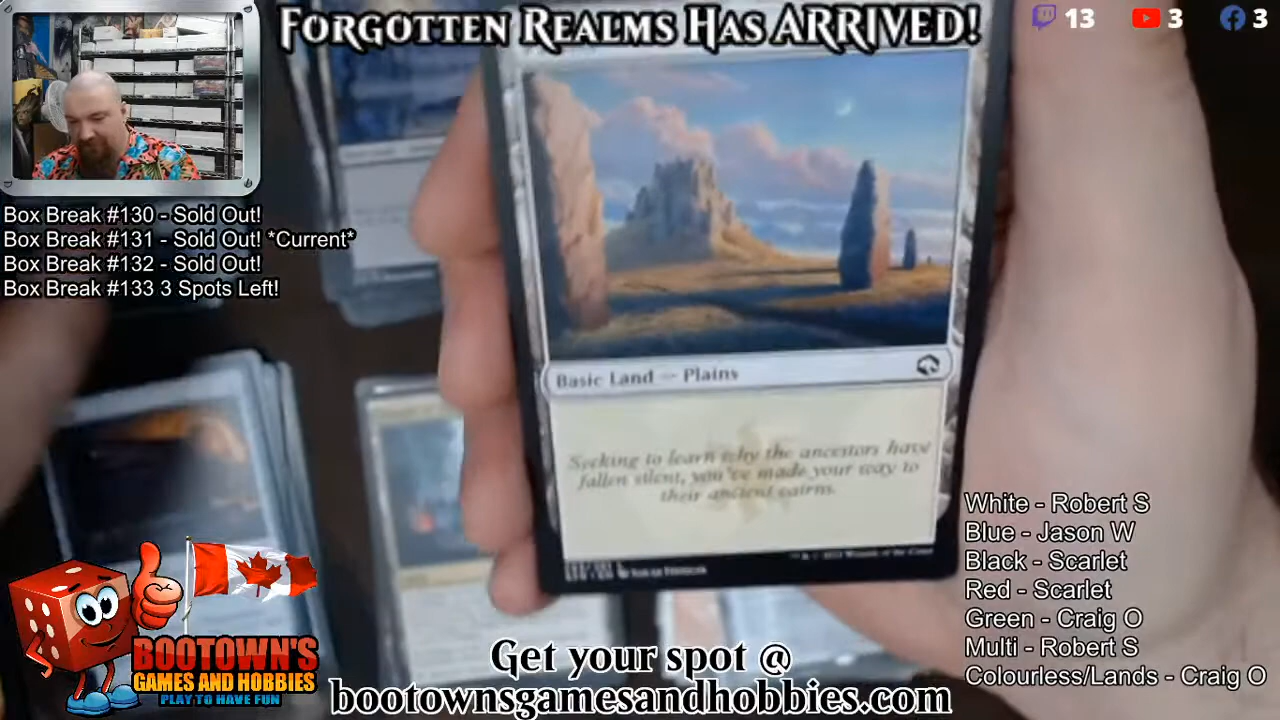 FORGOTTEN REALMS HAS ARRIVED!
13
3
3
Box Break #130 - Sold Out!
Box Break #131 - Sold Out! *Current*
Box Break #132 - Sold Out!
Box Break #133 3 Spots Left!
Basic Land — Plains
Seeking to learn why the ancestors have
fallen silent, you've made your way to
their ancient cairns.
White - Robert S
Blue - Jason W
Black - Scarlet
Red - Scarlet
Green - Craig O
Multi - Robert S
Colourless/Lands - Craig O
BOOTOWN'S
GAMES AND HOBBIES
PLAY TO HAVE FUN
Get your spot @
bootownsgamesandhobbies.com